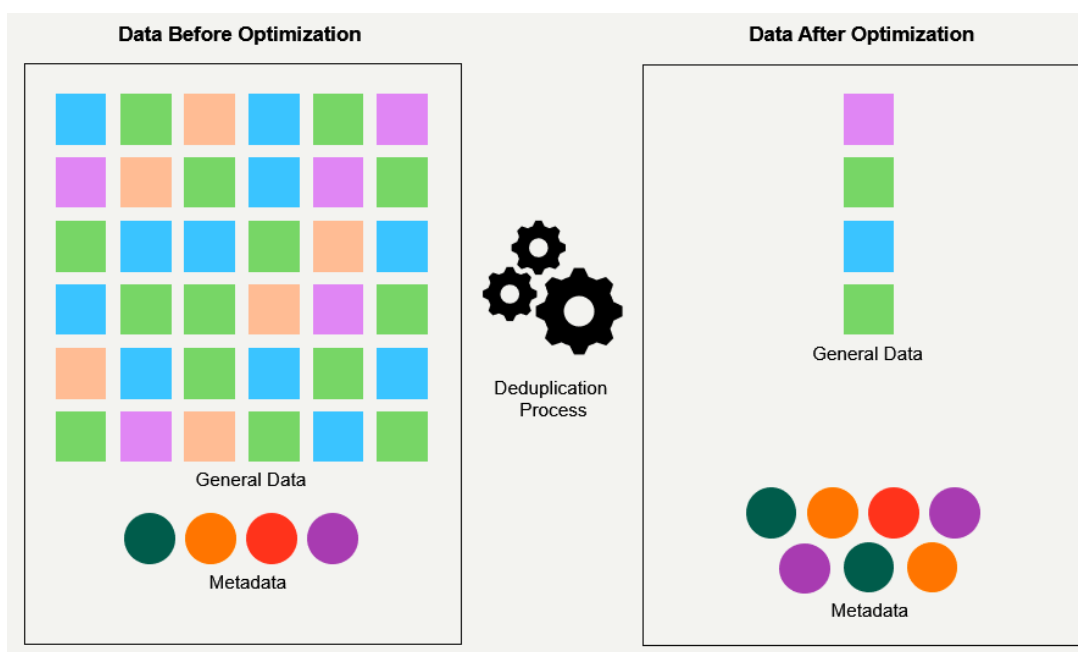 Data Before Optimization
Data After Optimization
General Data
Metadata
Deduplication
Process
General Data
Metadata